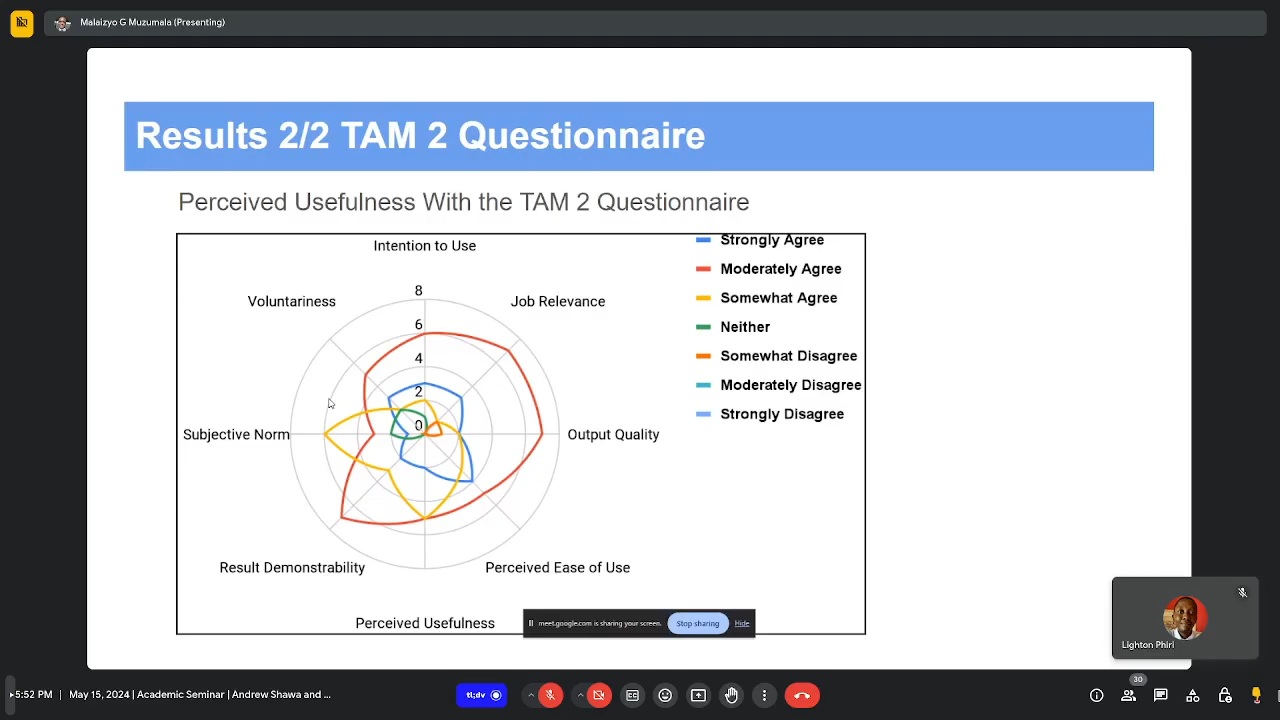 Malaizyo G Muzumala (Presenting)
Results 2/2 TAM 2 Questionnaire
Perceived Usefulness With the TAM 2 Questionnaire
Intention to Use
Strongly Agree
Moderately Agree
Somewhat Agree
Neither
Somewhat Disagree
Moderately Disagree
Strongly Disagree
Voluntariness
Job Relevance
8
6
4
2
0
Subjective Norm
Output Quality
Result Demonstrability
Perceived Ease of Use
Perceived Usefulness
meet.google.com is sharing your screen.
Stop sharing
Hide
Lighton Phiri
5:52 PM | May 15, 2024 | Academic Seminar | Andrew Shawa and ...
tl;dv
30